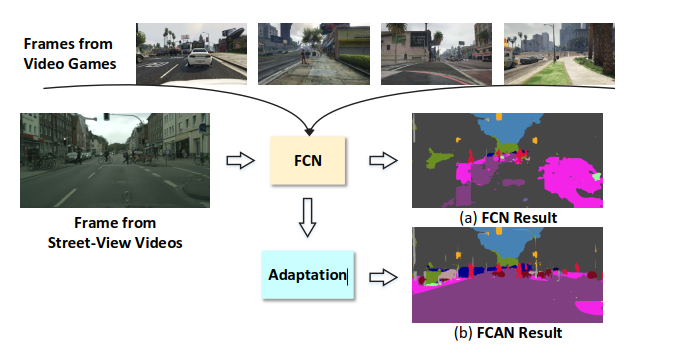 Frames from
Video Games
FCN
Frame from
Street-View Videos
(a) FCN Result
Adaptation
(b) FCAN Result